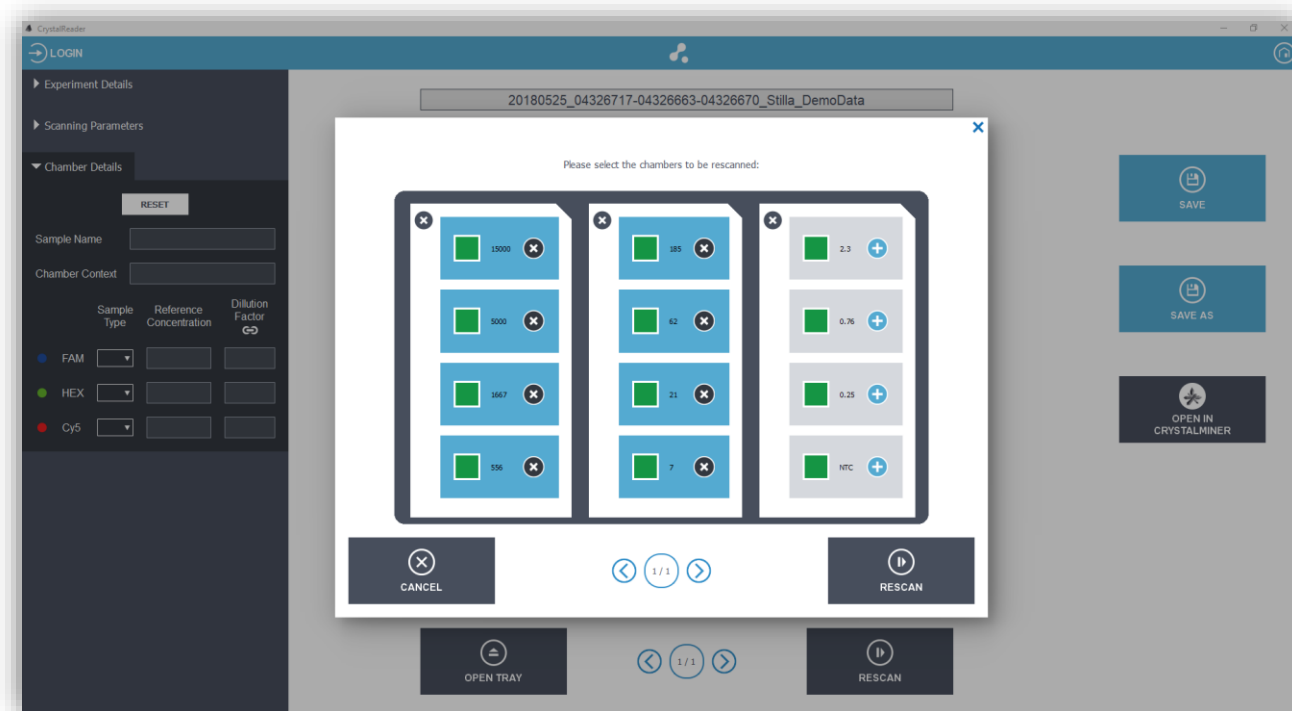 CrystalReader
LOGIN
Experiment Details
Scanning Parameters
Chamber Details
RESET
Sample Name
Chamber Context
Sample
Type
Reference
Concentration
Dillution
Factor
FAM
HEX
Cy5
20180525_04326717-04326663-04326670_Stilla_DemoData
Please select the chambers to be rescanned:
15000
185
2.3
5000
62
0.76
1667
21
0.25
556
7
NTC
CANCEL
1/1
RESCAN
OPEN TRAY
1/1
RESCAN
SAVE
SAVE AS
OPEN IN
CRYSTALMINER